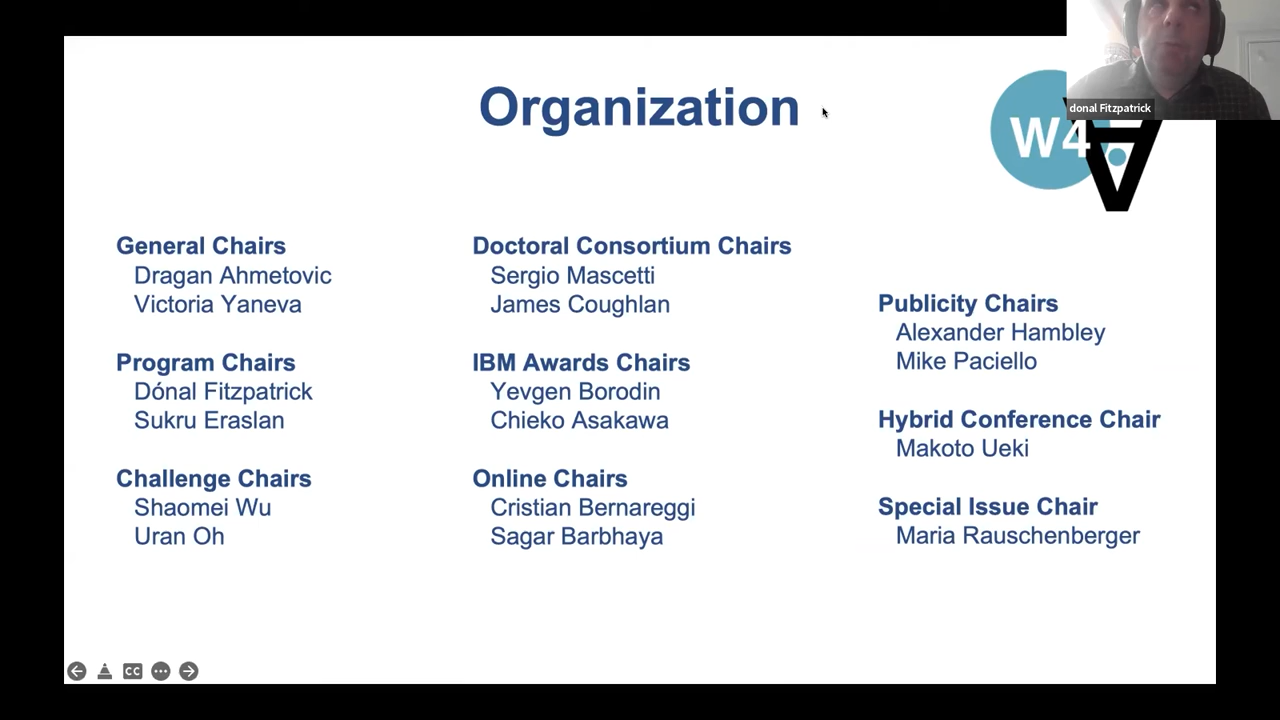 Organization
donal Fitzpatrick
W4
General Chairs
Dragan Ahmetovic
Victoria Yaneva
Program Chairs
Dónal Fitzpatrick
Sukru Eraslan
Challenge Chairs
Shaomei Wu
Uran Oh
Doctoral Consortium Chairs
Sergio Mascetti
James Coughlan
IBM Awards Chairs
Yevgen Borodin
Chieko Asakawa
Online Chairs
Cristian Bernareggi
Sagar Barbhaya
Publicity Chairs
Alexander Hambley
Mike Paciello
Hybrid Conference Chair
Makoto Ueki
Special Issue Chair
Maria Rauschenberger
CC